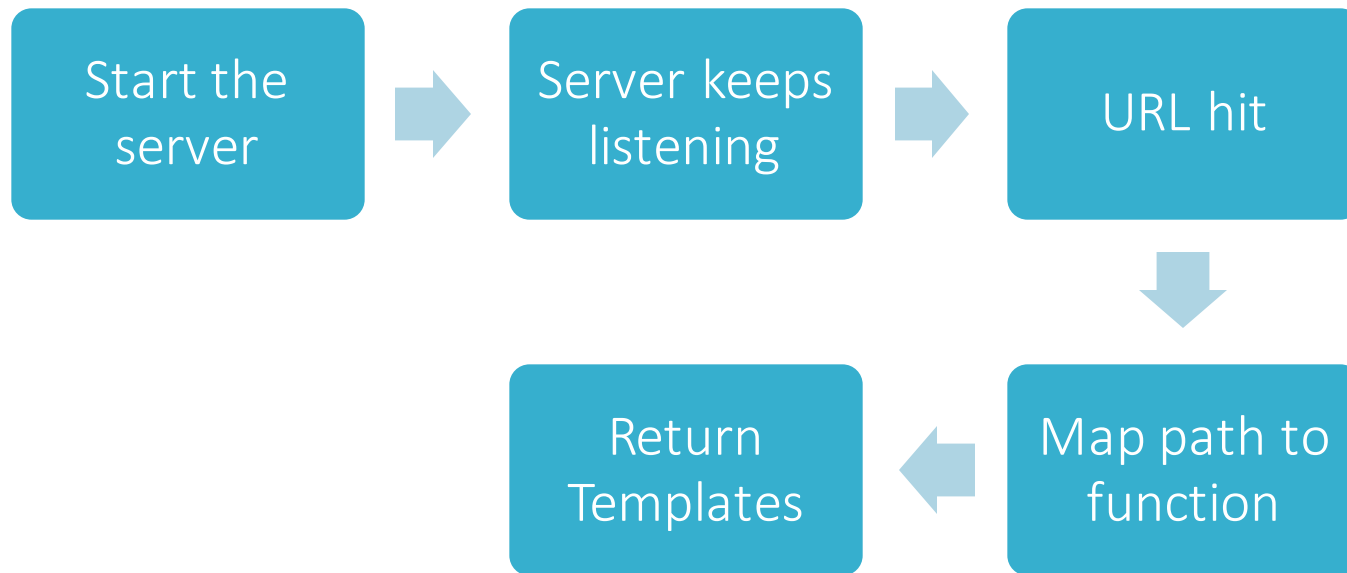 Start the
server
Server keeps
listening
URL hit
Map path to
function
Return
Templates